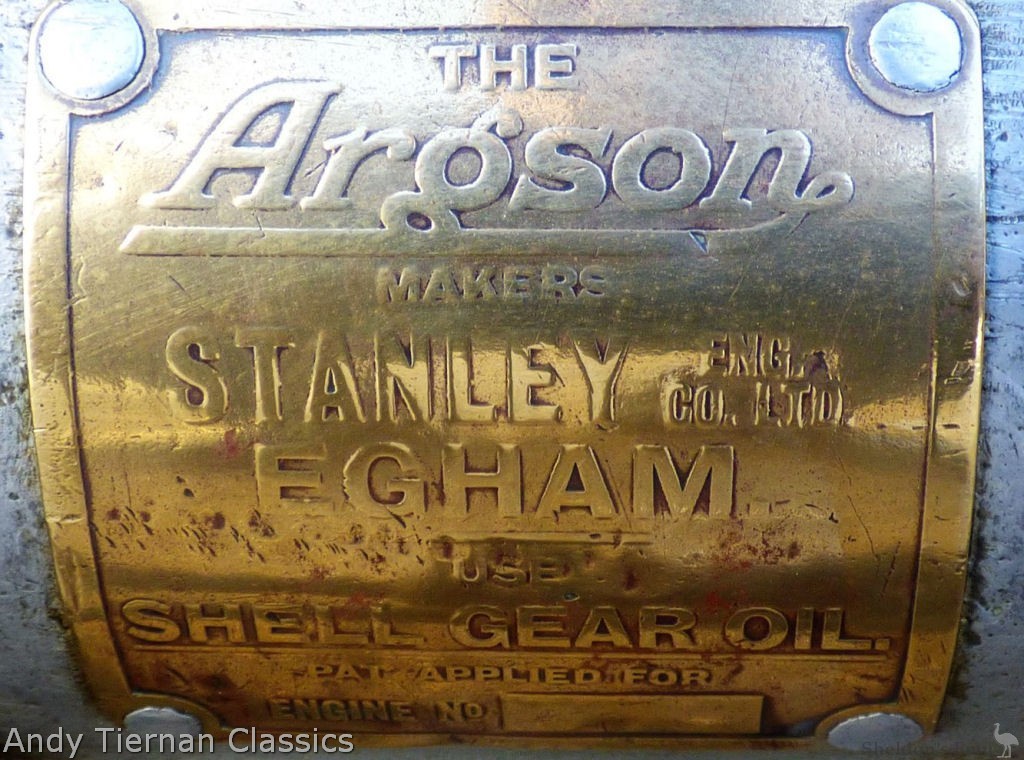 THE
Argson
MAKERS
STANLEY ENG.
CO. LTD.
EGHAM.
USE
SHELL GEAR OIL.
PAT. APPLIED FOR
ENGINE NO
Andy Tiernan Classics